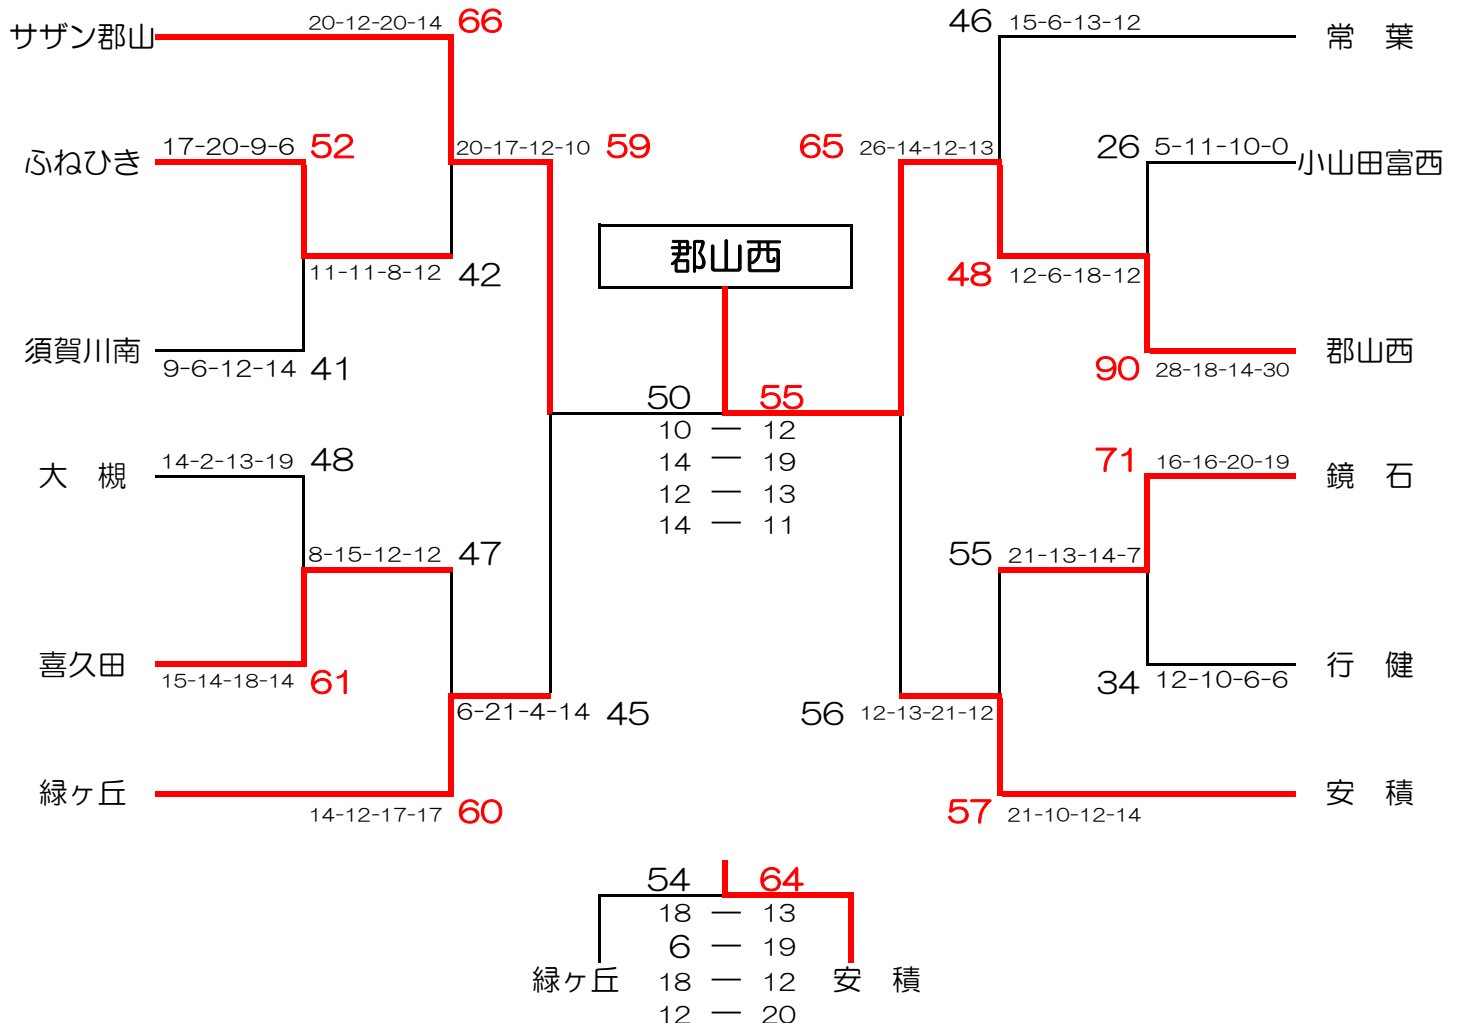 サザン郡山 20-12-20-14 66 46 15-6-13-12 常　葉
ふねひき 17-20-9-6 52 20-17-12-10 59 65 26-14-12-13 26 5-11-10-0 小山田富西
郡山西
11-11-8-12 42 48 12-6-18-12
須賀川南 9-6-12-14 41 90 28-18-14-30 郡山西
50 55
10 ― 12
14 ― 19
12 ― 13
14 ― 11
大　槻 14-2-13-19 48 71 16-16-20-19 鏡　石
8-15-12-12 47 55 21-13-14-7
喜久田 15-14-18-14 61 34 12-10-6-6 行　健
6-21-4-14 45 56 12-13-21-12
緑ヶ丘 14-12-17-17 60 57 21-10-12-14 安　積
54 64
18 ― 13
6 ― 19
緑ヶ丘 18 ― 12 安　積
12 ― 20